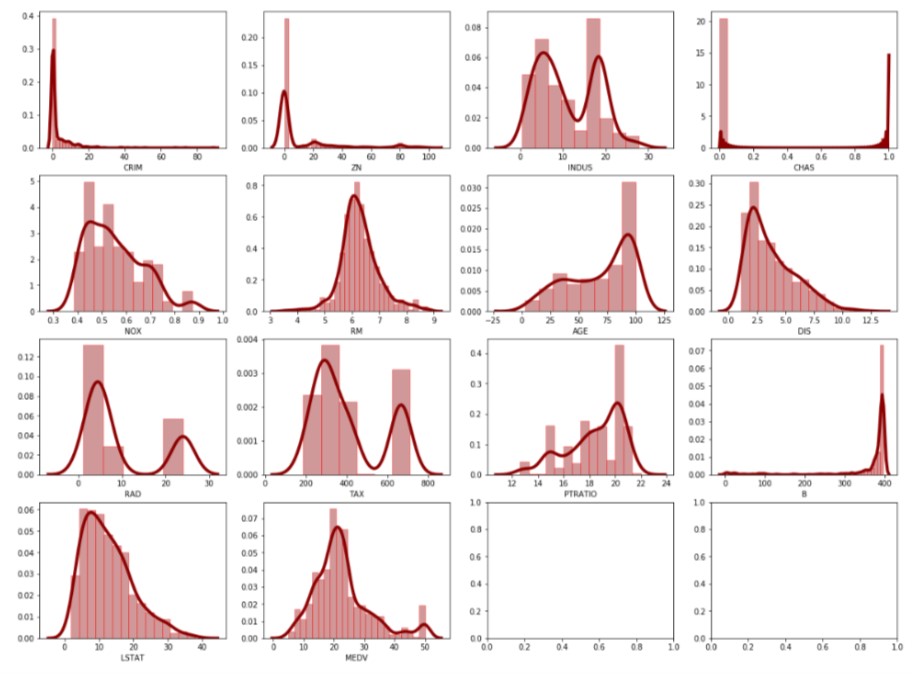 0.4 0.3 0.2 0.1 0.0
0 20 40 60 80
CRIM
0.20 0.15 0.10 0.05 0.00
0 20 40 60 80 100
ZN
0.08 0.06 0.04 0.02 0.00
0 10 20 30
INDUS
20 15 10 5 0
0.0 0.2 0.4 0.6 0.8 1.0
CHAS
5 4 3 2 1 0
0.3 0.4 0.5 0.6 0.7 0.8 0.9 1.0
NOX
0.8 0.6 0.4 0.2 0.0
3 4 5 6 7 8 9
RM
0.030 0.025 0.020 0.015 0.010 0.005 0.000
−25 0 25 50 75 100 125
AGE
0.30 0.25 0.20 0.15 0.10 0.05 0.00
0.0 2.5 5.0 7.5 10.0 12.5
DIS
0.12 0.10 0.08 0.06 0.04 0.02 0.00
0 10 20 30
RAD
0.004 0.003 0.002 0.001 0.000
0 200 400 600 800
TAX
0.4 0.3 0.2 0.1 0.0
12 14 16 18 20 22 24
PTRATIO
0.07 0.06 0.05 0.04 0.03 0.02 0.01 0.00
0 100 200 300 400
B
0.06 0.05 0.04 0.03 0.02 0.01 0.00
0 10 20 30 40
LSTAT
0.07 0.06 0.05 0.04 0.03 0.02 0.01 0.00
0 10 20 30 40 50
MEDV
1.0 0.8 0.6 0.4 0.2 0.0
0.0 0.2 0.4 0.6 0.8 1.0
1.0 0.8 0.6 0.4 0.2 0.0
0.0 0.2 0.4 0.6 0.8 1.0